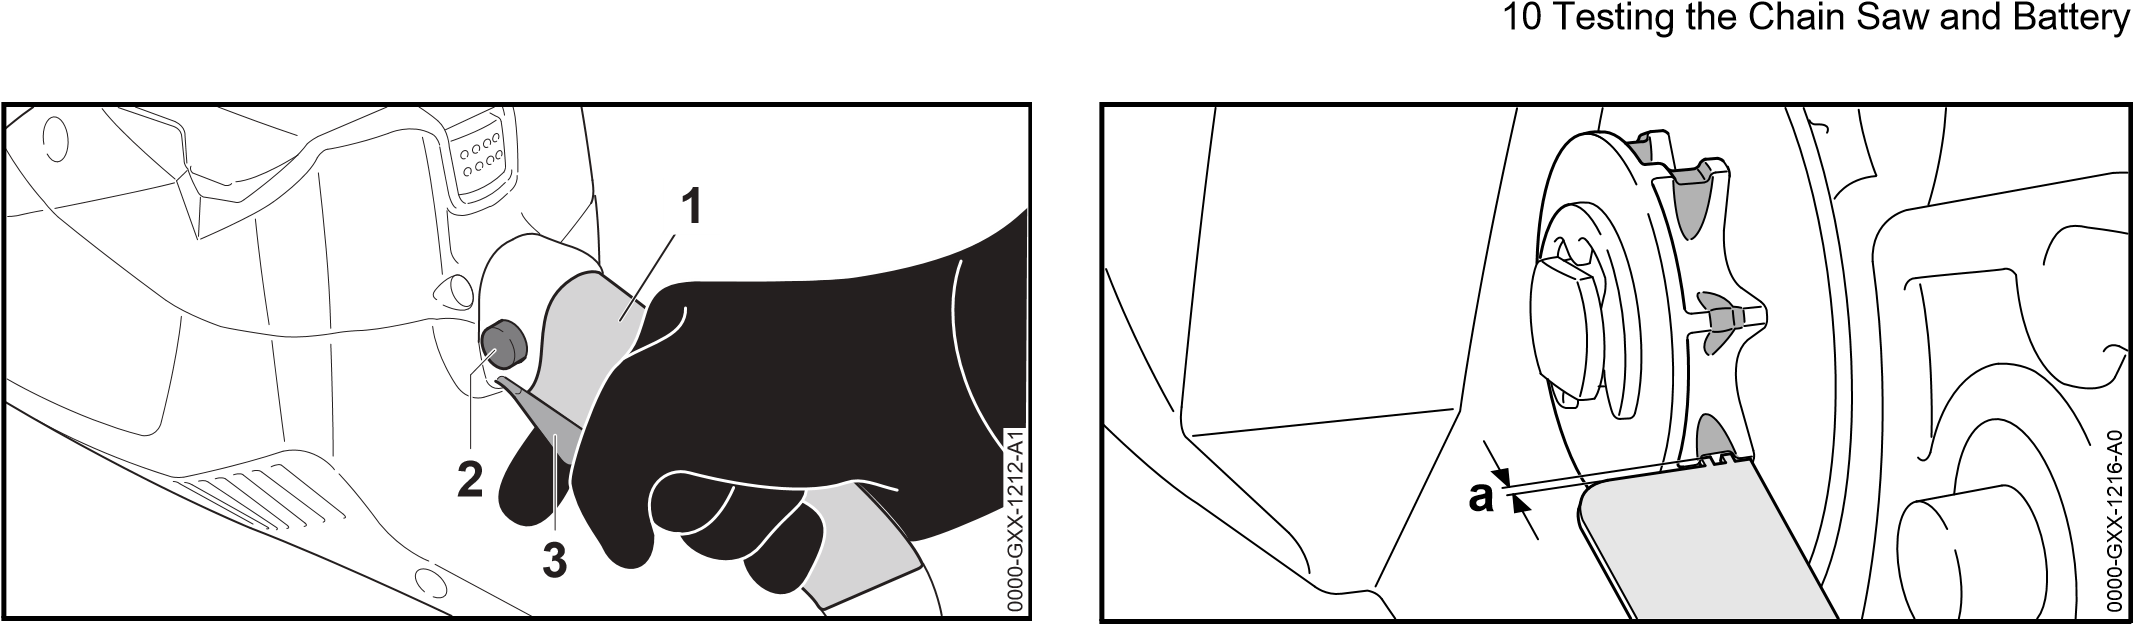 10 Testing the Chain Saw and Battery
1
2
3
0000-GXX-1212-A1
a
0000-GXX-1216-A0